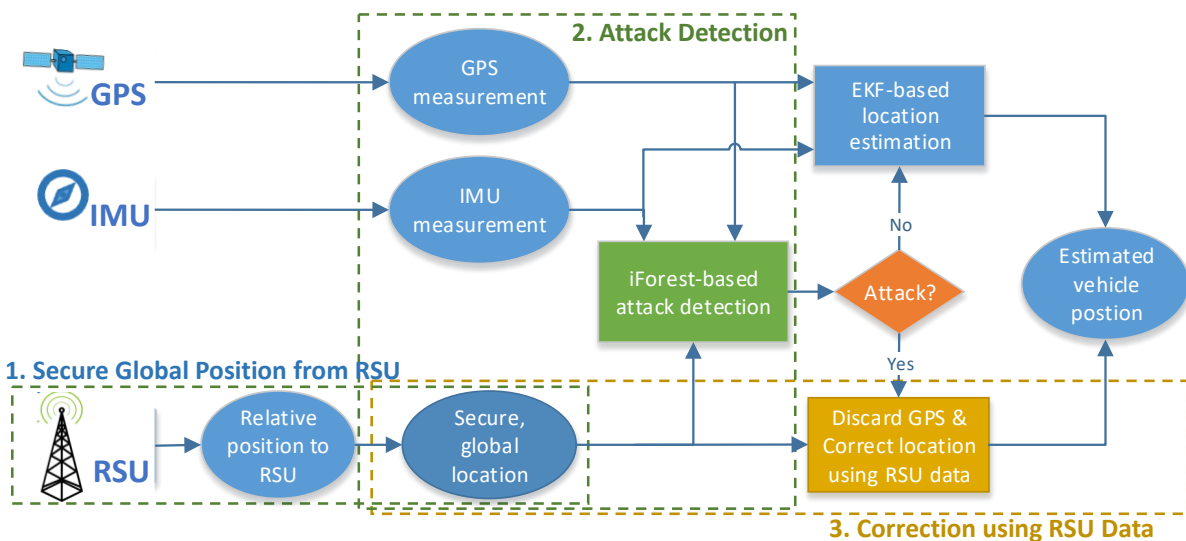 2. Attack Detection
GPS
GPS
measurement
EKF-based
location
estimation
IMU
IMU
measurement
No
iForest-based
attack detection
Attack?
Estimated
vehicle
postion
Yes
1. Secure Global Position from RSU
RSU
Relative
position to
RSU
Secure,
global
location
Discard GPS &
Correct location
using RSU data
3. Correction using RSU Data